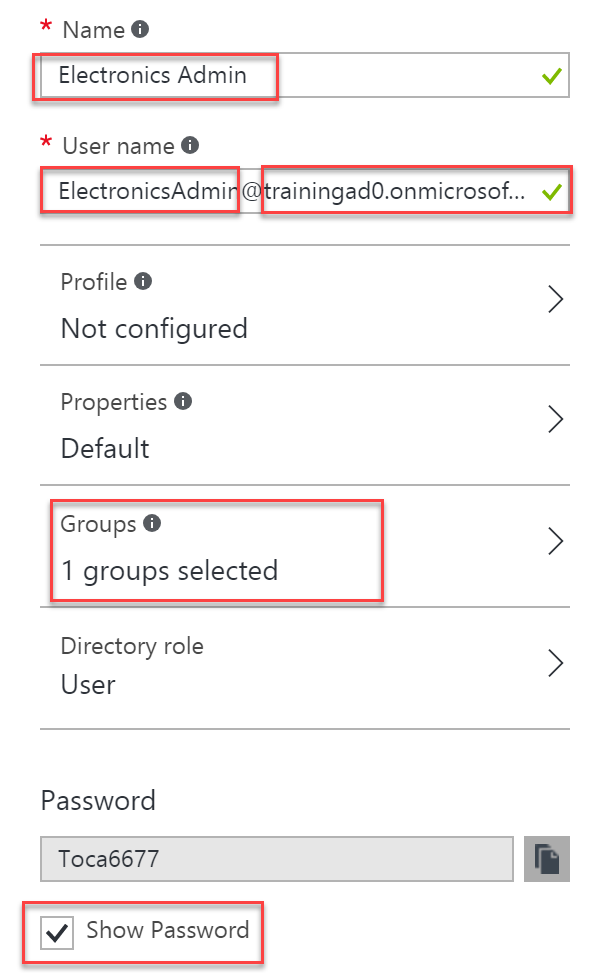 * Name
Electronics Admin
* User name
ElectronicsAdmin@trainingad0.onmicrosof...
Profile
Not configured
Properties
Default
Groups
1 groups selected
Directory role
User
Password
Toca6677
Show Password